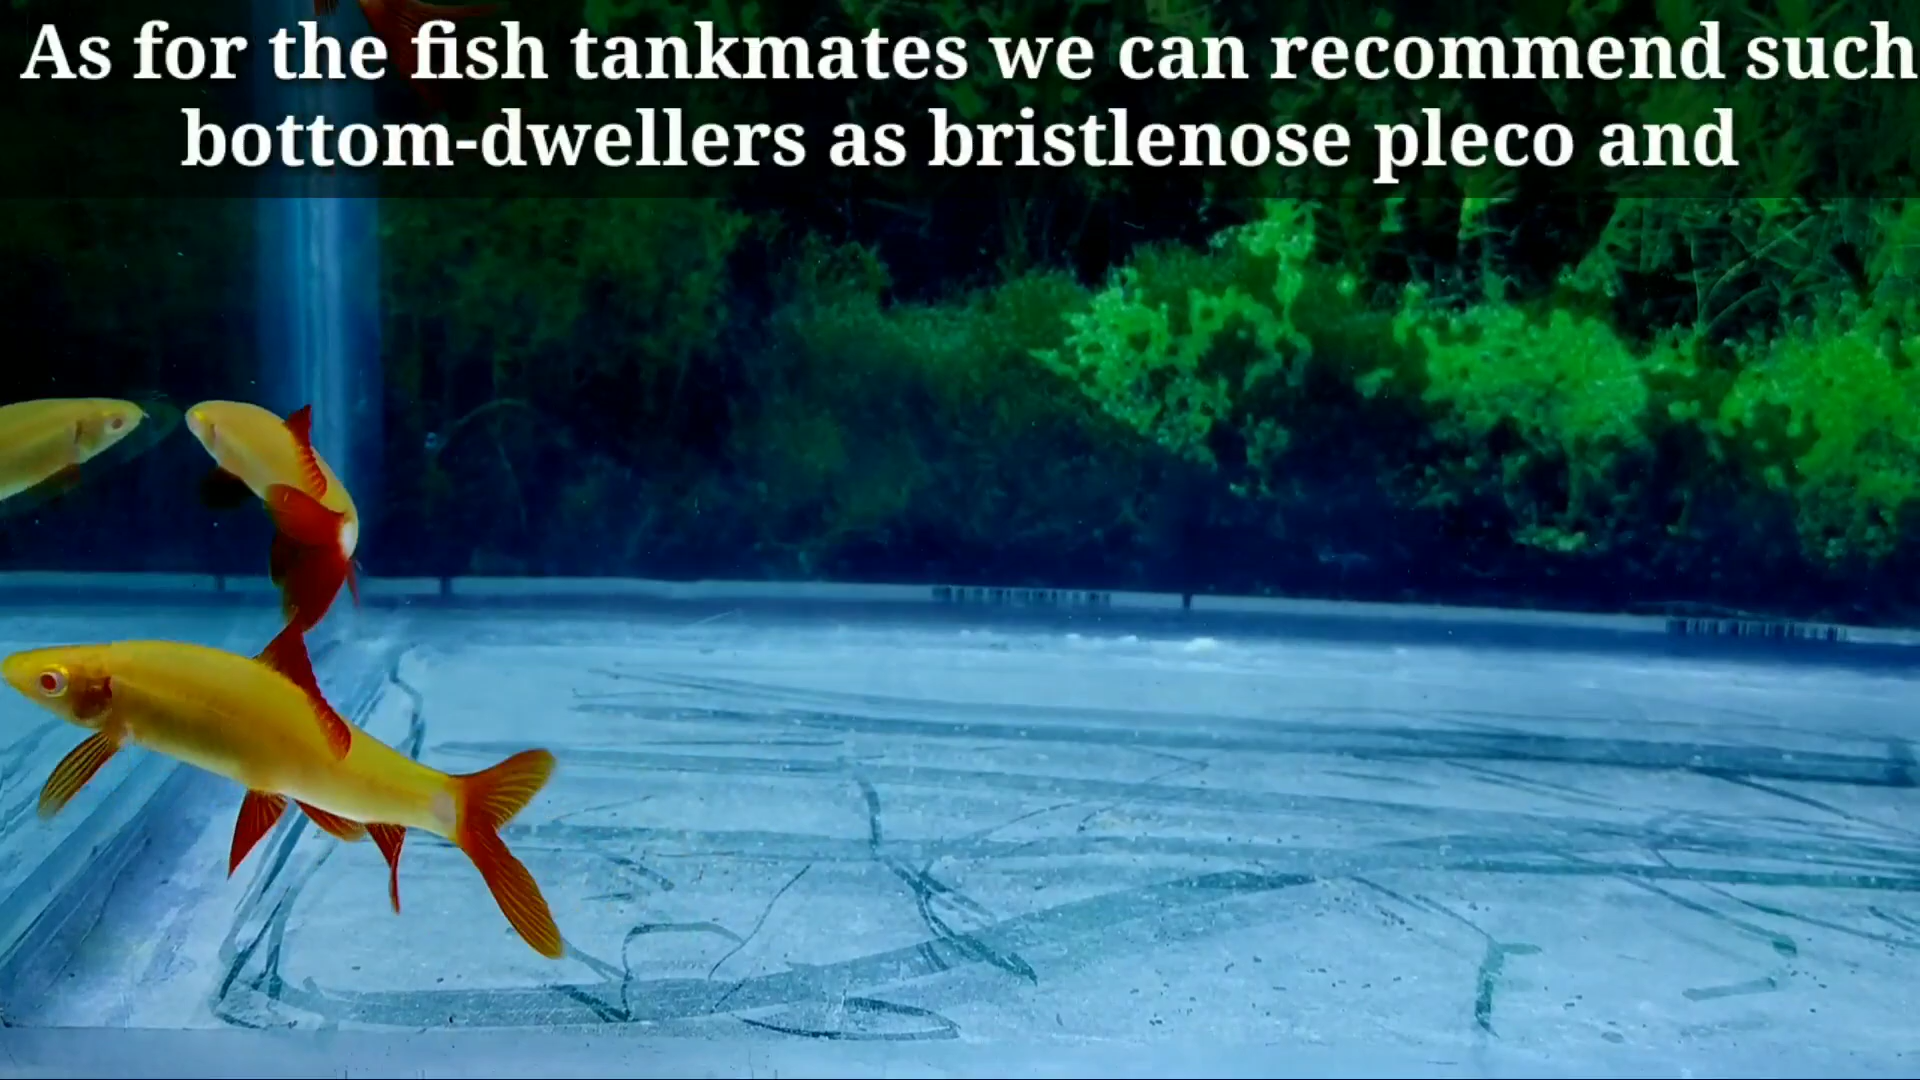 As for the fish tankmates we can recommend such
bottom-dwellers as bristlenose pleco and